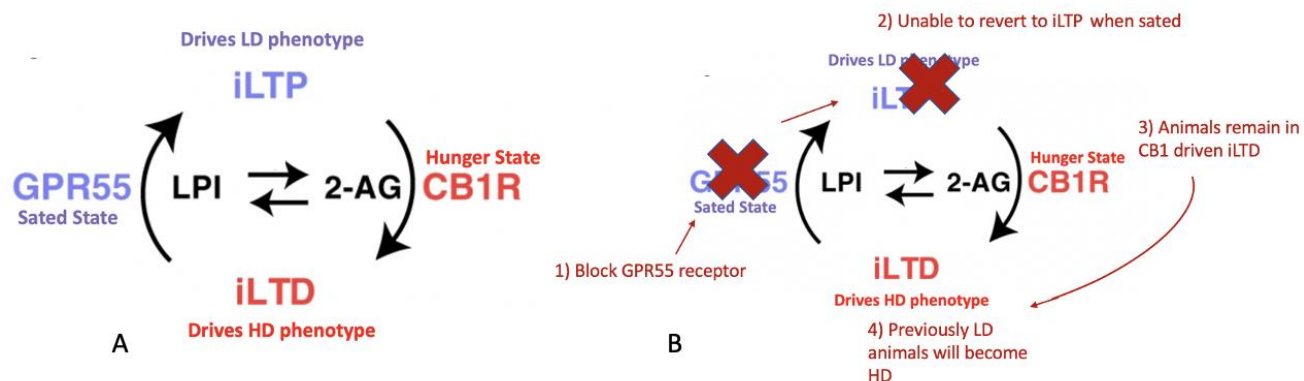 Drives LD phenotype
iLTP
GPR55
Sated State
LPI
2-AG
Hunger State
CB1R
iLTD
Drives HD phenotype
A
2) Unable to revert to iLTP when sated
Drives LD phenotype
3) Animals remain in
CB1 driven iLTD
Sated State
LPI
2-AG
Hunger State
CB1R
1) Block GPR55 receptor
iLTD
Drives HD phenotype
4) Previously LD
animals will become
HD
B